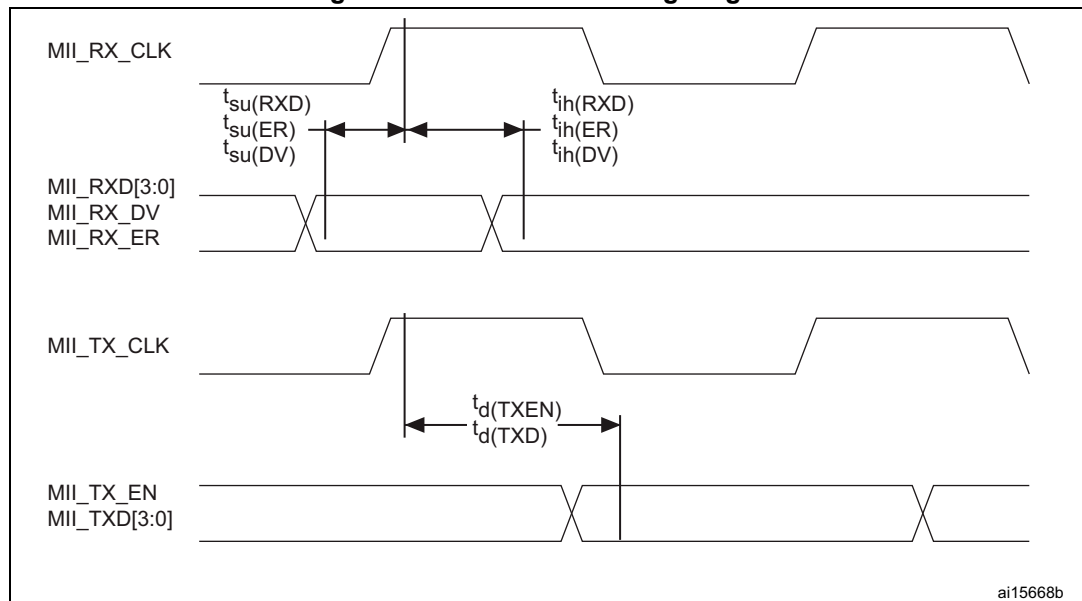 MII_RX_CLK
tsu(RXD)
tsu(ER)
tsu(DV)
tih(RXD)
tih(ER)
tih(DV)
MII_RXD[3:0]
MII_RX_DV
MII_RX_ER
MII_TX_CLK
td(TXEN)
td(TXD)
MII_TX_EN
MII_TXD[3:0]
ai15668b